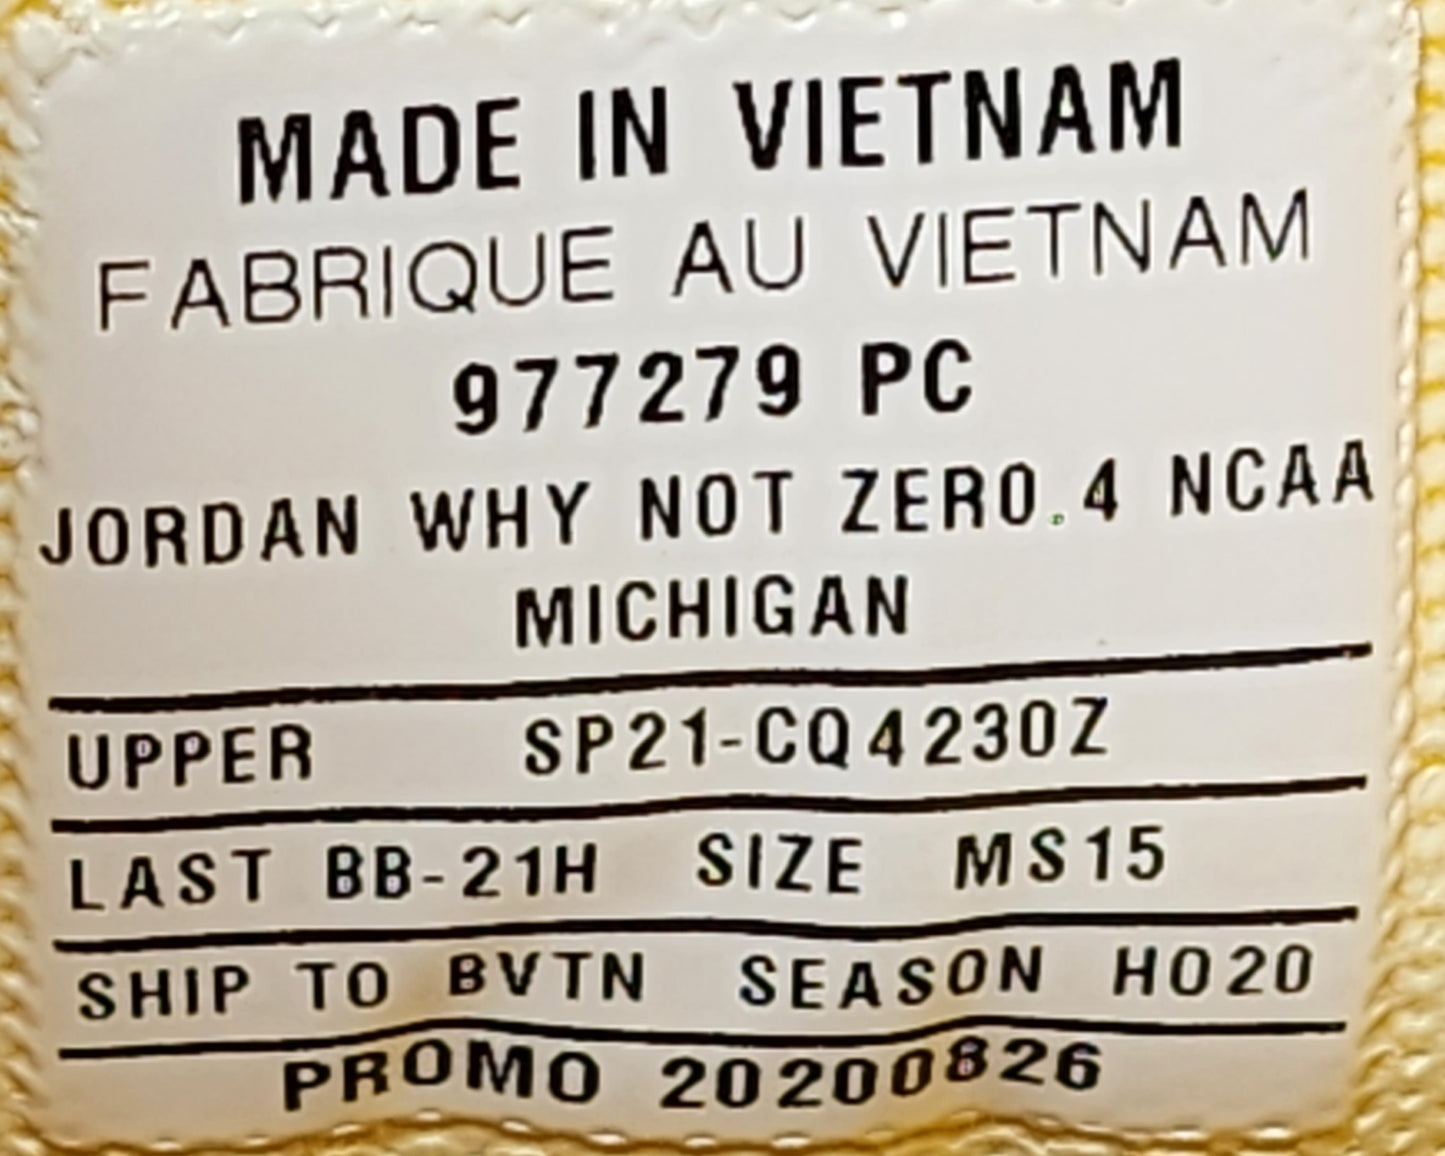 MADE IN VIETNAM
FABRIQUE AU VIETNAM
977279 PC
JORDAN WHY NOT ZER0.4 NCAA
MICHIGAN
UPPER SP21-CQ4230Z
LAST BB-21H SIZE MS15
SHIP TO BVTN SEASON HO20
PROMO 20200826